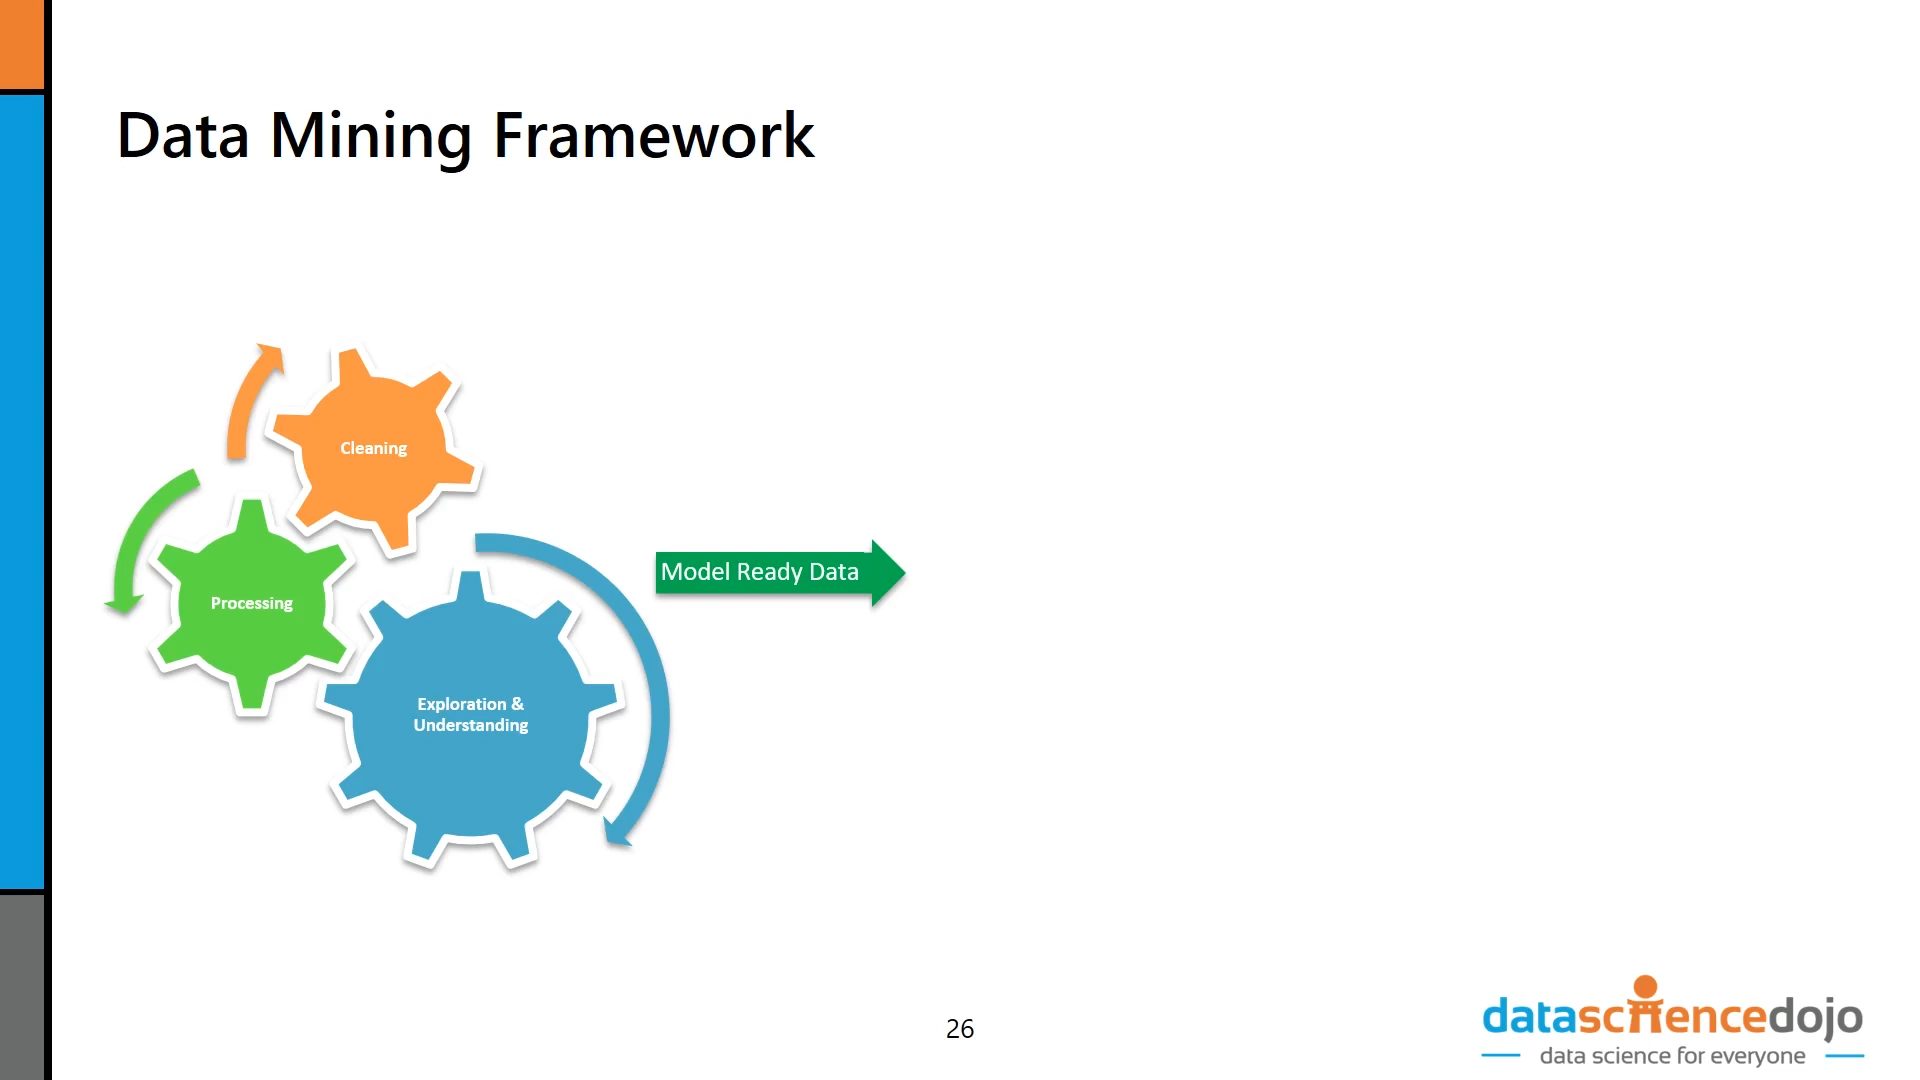 Data Mining Framework
Cleaning
Processing
Exploration &
Understanding
Model Ready Data
26
datasciencedojo
data science for everyone